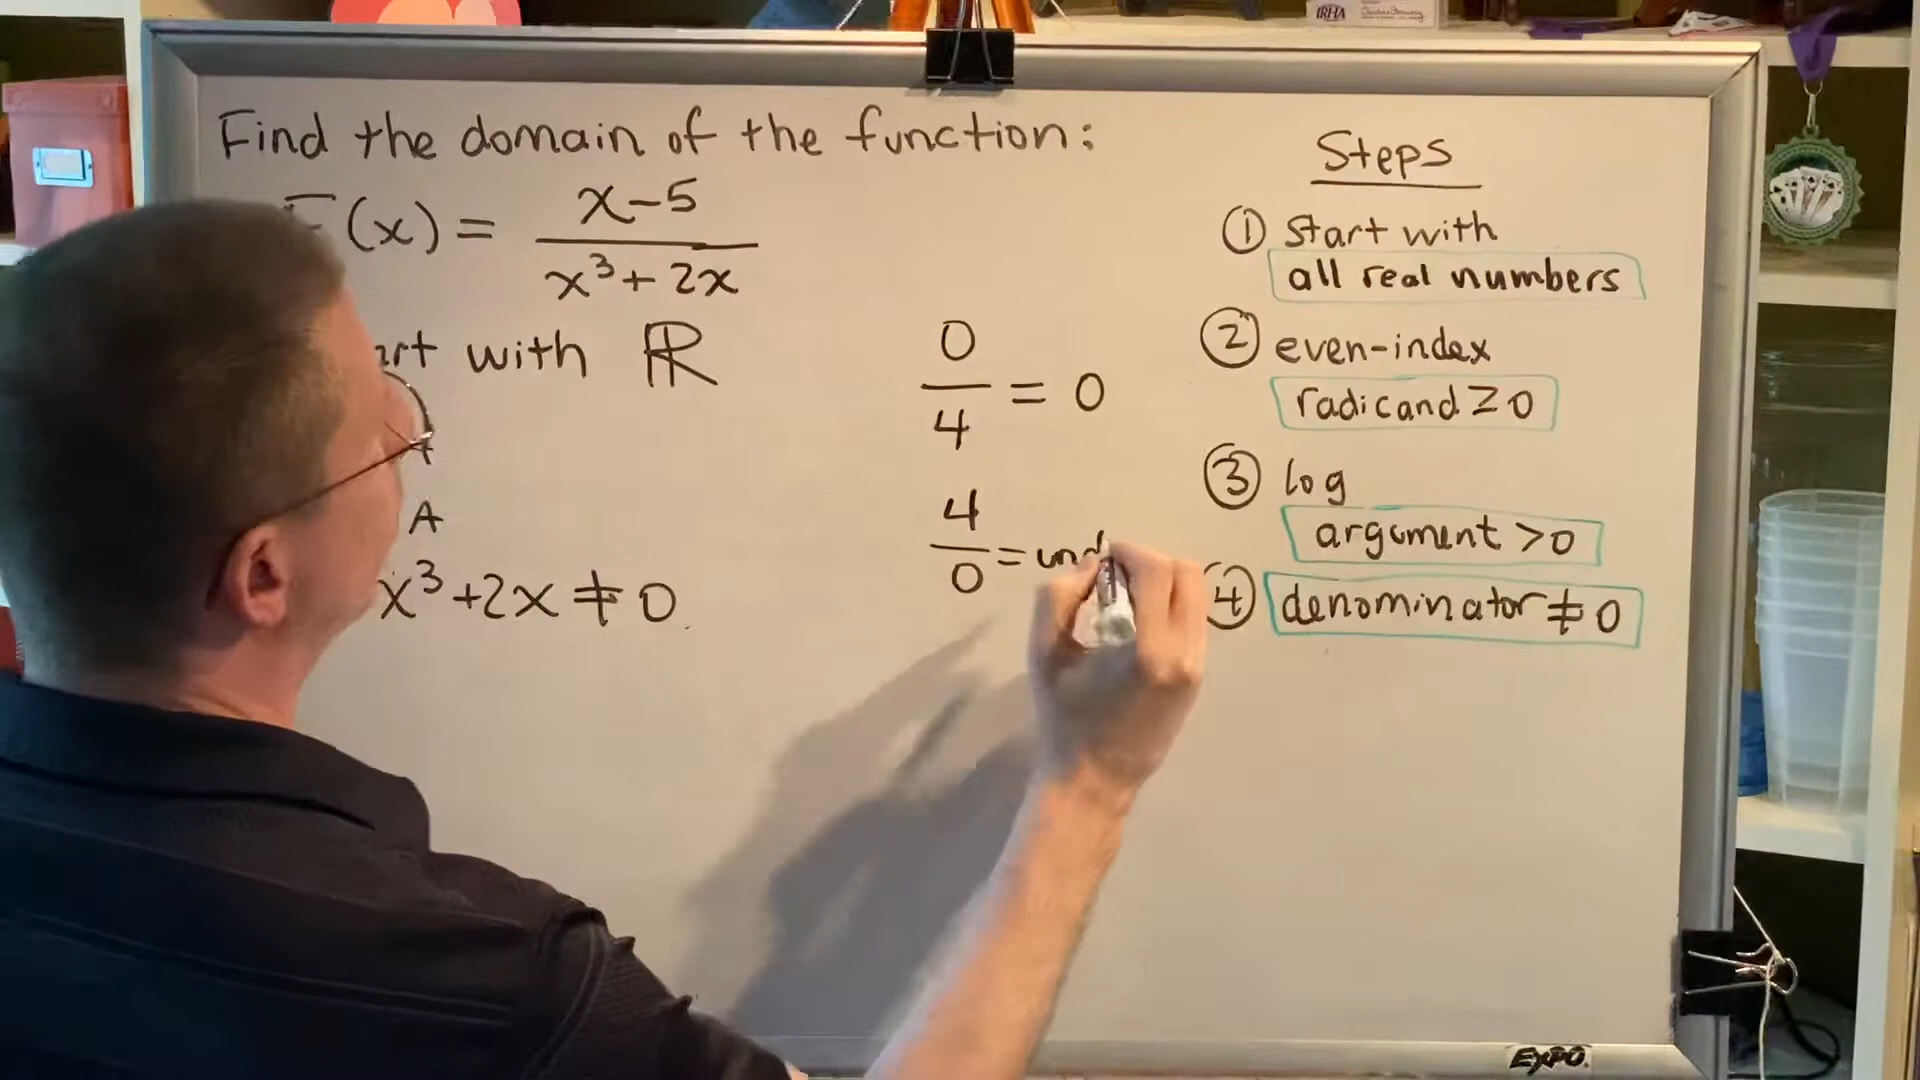 Find the domain of the function:
F(x) = x-5 / x³+2x
with ℝ
A
x³+2x ≠ 0
0/4 = 0
4/0 = und
Steps
① Start with
all real numbers
② even-index
radicand ≥ 0
③ log
argument > 0
④ denominator ≠ 0
IRHA
EXPO